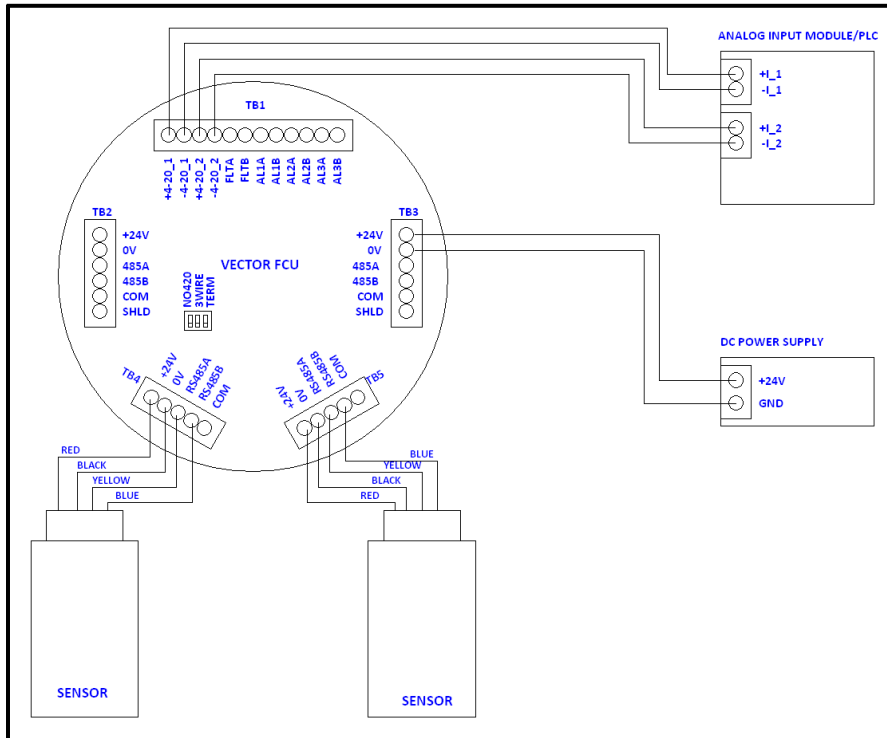 ANALOG INPUT MODULE/PLC
+I_1
-I_1
+I_2
-I_2
TB1
+4-20_1
-4-20_1
+4-20_2
-4-20_2
FLTA
FLTB
AL1A
AL1B
AL2A
AL2B
AL3A
AL3B
TB2
+24V
0V
485A
485B
COM
SHLD
VECTOR FCU
NO420
3WIRE
TERM
TB3
+24V
0V
485A
485B
COM
SHLD
DC POWER SUPPLY
+24V
GND
TB4
+24V
0V
RS485A
RS485B
COM
+24V
0V
RS485A
RS485B
COM
TB5
RED
BLACK
YELLOW
BLUE
BLUE
YELLOW
BLACK
RED
SENSOR
SENSOR